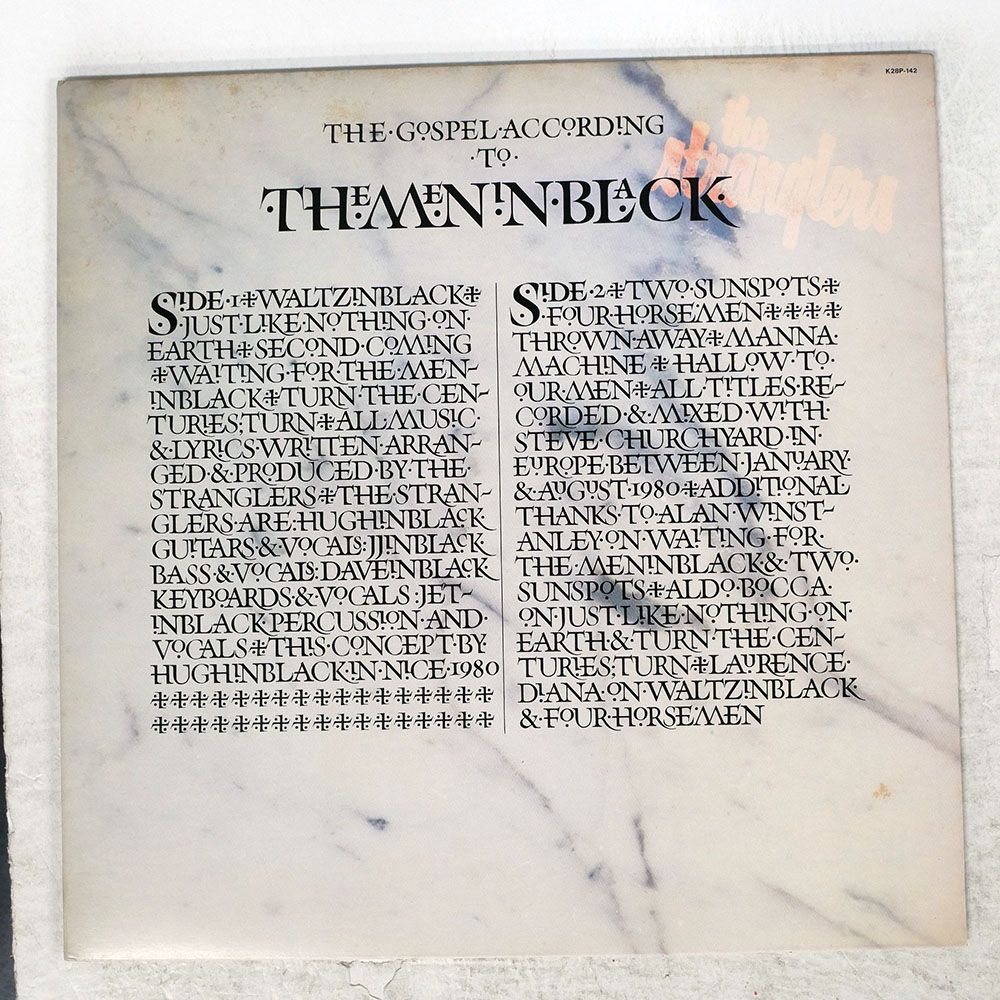 K28P-142
THE·GOSPEL·ACCORDING
·TO·
·THEMENINBLACK·
the
stranglers
SIDE·1⁜WALTZINBLACK⁜
·JUST·LIKE·NOTHING·ON·
EARTH⁜SECOND·COMING
⁜WAITING·FOR·THE·MEN~
INBLACK⁜TURN·THE·CEN~
TURIES,TURN⁜ALL·MUSIC·
&·LYRICS·WRITTEN·ARRAN~
GED·&·PRODUCED·BY·THE·
STRANGLERS⁜THE·STRAN~
GLERS·ARE:HUGHINBLACK
GUITARS·&·VOCALS:JJINBLACK·
BASS·&·VOCALS:DAVEINBLACK
KEYBOARDS·&·VOCALS:JET~
INBLACK·PERCUSSION·AND·
VOCALS⁜THIS·CONCEPT·BY·
HUGHINBLACK·IN·NICE·1980
⁜⁜⁜⁜⁜⁜⁜⁜⁜⁜⁜⁜⁜⁜⁜⁜⁜
⁜⁜⁜⁜⁜⁜⁜⁜⁜⁜⁜⁜⁜⁜⁜⁜⁜
SIDE·2⁜TWO·SUNSPOTS⁜
·FOUR·HORSEMEN⁜⁜⁜⁜
THROWN·AWAY⁜MANNA·
MACHINE⁜HALLOW·TO·
OUR·MEN⁜ALL·TITLES·RE~
CORDED·&·MIXED·WITH·
STEVE·CHURCHYARD·IN·
EUROPE·BETWEEN·JANUARY·
&·AUGUST·1980⁜ADDITIONAL
THANKS·TO·ALAN·WINST~
ANLEY·ON·WAITING·FOR·
THE·MENINBLACK·&·TWO·
SUNSPOTS⁜ALDO·BOCCA·
ON·JUST·LIKE·NOTHING·ON·
EARTH·&·TURN·THE·CEN~
TURIES,TURN⁜LAURENCE·
DIANA·ON·WALTZINBLACK
&·FOUR·HORSEMEN